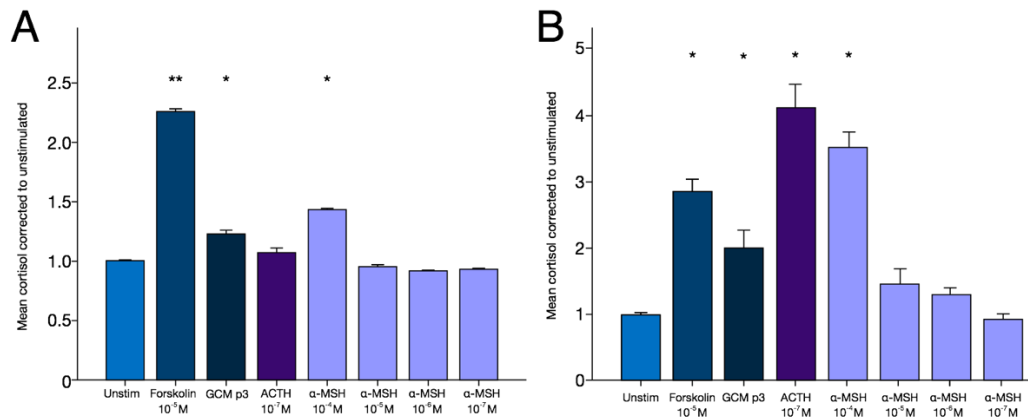 A
Mean cortisol corrected to unstimulated
2.5
2.0
1.5
1.0
0.5
0
** * *
Unstim Forskolin GCM p3 ACTH α-MSH α-MSH α-MSH α-MSH
10⁻⁵M 10⁻⁷M 10⁻⁴M 10⁻⁵M 10⁻⁶M 10⁻⁷M
B
Mean cortisol corrected to unstimulated
5
4
3
2
1
0
* * * *
Unstim Forskolin GCM p3 ACTH α-MSH α-MSH α-MSH α-MSH
10⁻⁵M 10⁻⁷M 10⁻⁴M 10⁻⁵M 10⁻⁶M 10⁻⁷M